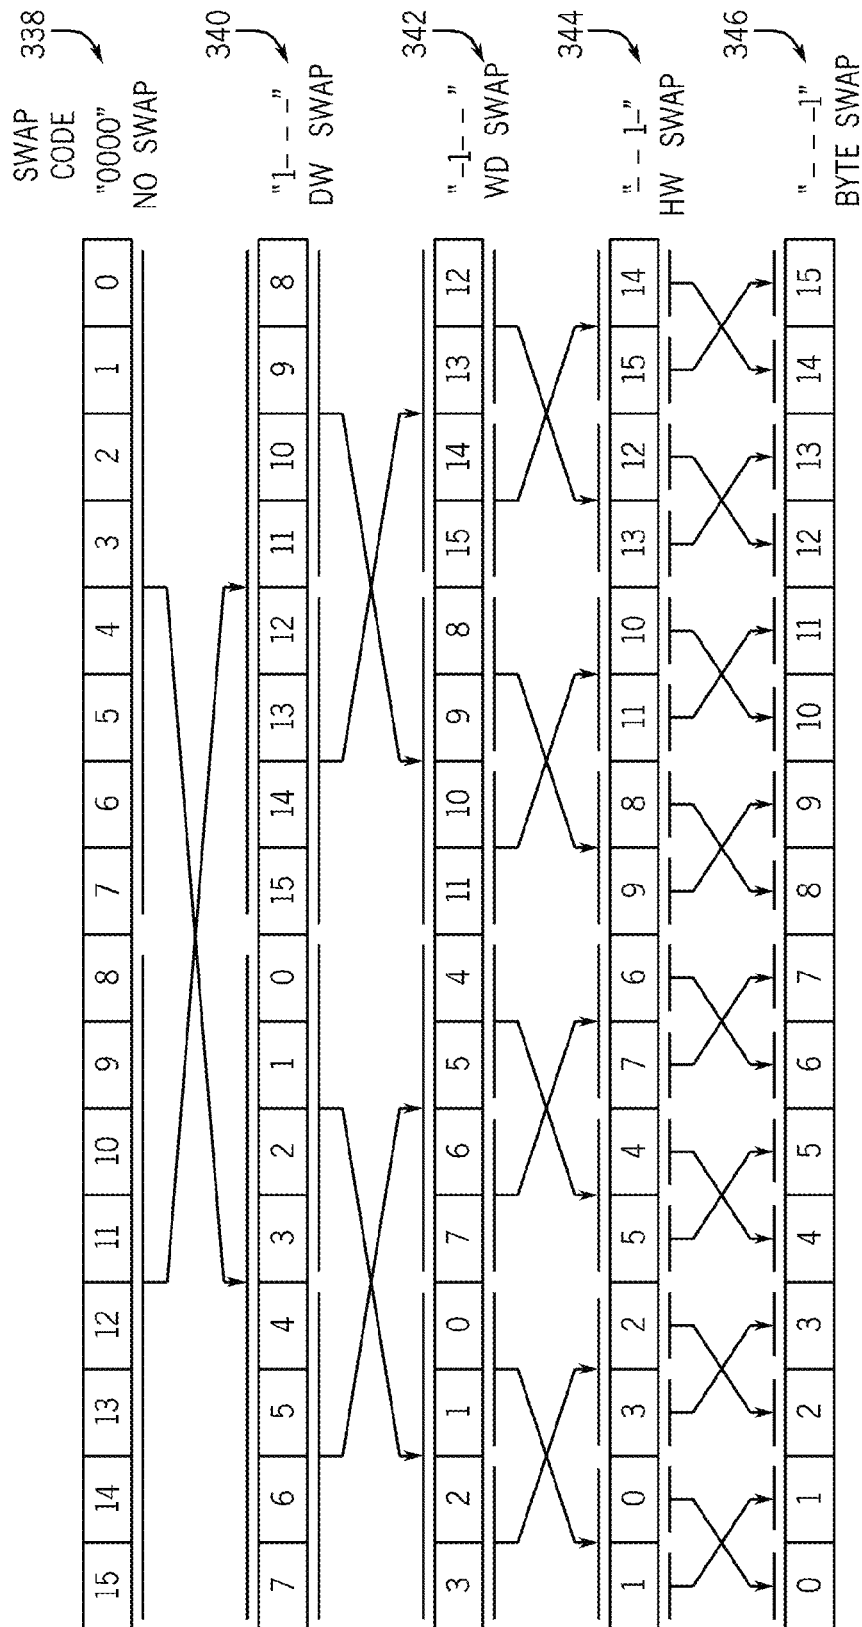 SWAP
338
CODE
15 14 13 12 11 10 9 8 7 6 5 4 3 2 1 0 "0000"
NO SWAP
340
7 6 5 4 3 2 1 0 15 14 13 12 11 10 9 8 "1- - -"
DW SWAP
342
3 2 1 0 7 6 5 4 11 10 9 8 15 14 13 12 "-1- -"
WD SWAP
344
1 0 3 2 5 4 7 6 9 8 11 10 13 12 15 14 "- - 1-"
HW SWAP
346
0 1 2 3 4 5 6 7 8 9 10 11 12 13 14 15 "- - -1"
BYTE SWAP